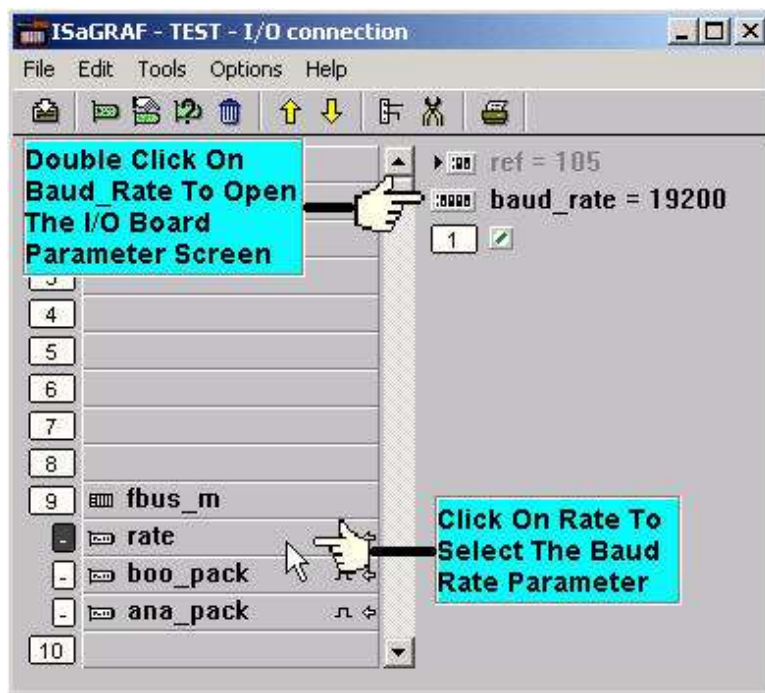 ISaGRAF - TEST - I/O connection
File Edit Tools Options Help
Double Click On
Baud_Rate To Open
The I/O Board
Parameter Screen
ref = 105
baud_rate = 19200
1
3
4
5
6
7
8
9 fbus_m
- rate
- boo_pack
- ana_pack
10
Click On Rate To
Select The Baud
Rate Parameter